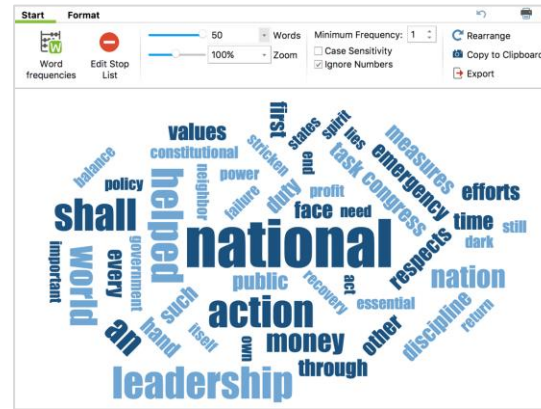 Start Format
50 Words
100% Zoom
Word frequencies
Edit Stop List
Minimum Frequency: 1
Case Sensitivity
Ignore Numbers
Rearrange
Copy to Clipboard
Export
first
states
spirit
lies
values
constitutional
stricken
end
task
congress
emergency
measures
balance
policy
neighbor
power
failure
duty
profit
efforts
shall
helped
face
need
time
still
dark
national
respects
important
world
every
government
such
public
recovery
act
essential
nation
action
an
hand
itself
own
money
through
other
discipline
return
leadership